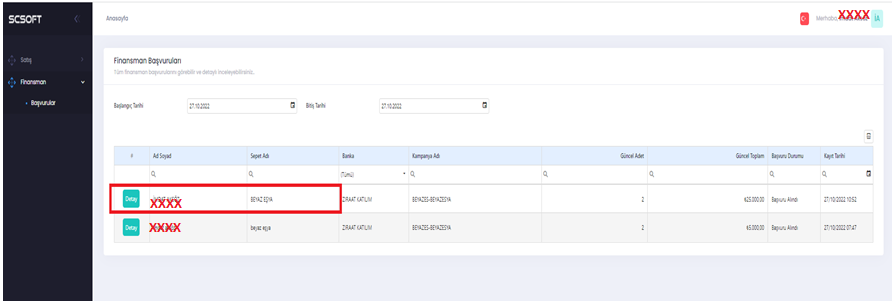 SCSOFT
Anasayfa
Merhaba, XXXX
IA
Satış
Finansman
Başvurular
Finansman Başvuruları
Tüm finansman başvurularını görebilir ve detaylı inceleyebilirsiniz.
Başlangıç Tarihi 27.10.2022 Bitiş Tarihi 27.10.2022
# Ad Soyad Sepet Adı Banka Kampanya Adı Güncel Adet Güncel Toplam Başvuru Durumu Kayıt Tarihi
(Tümü)
Detay XXXX BEYAZ EŞYA ZİRAAT KATILIM BEYAZES-BEYAZESYA 2 ₺25.000,00 Başvuru Alındı 27/10/2022 10:52
Detay XXXX beyaz eşya ZİRAAT KATILIM BEYAZES-BEYAZESYA 2 ₺5.000,00 Başvuru Alındı 27/10/2022 07:47